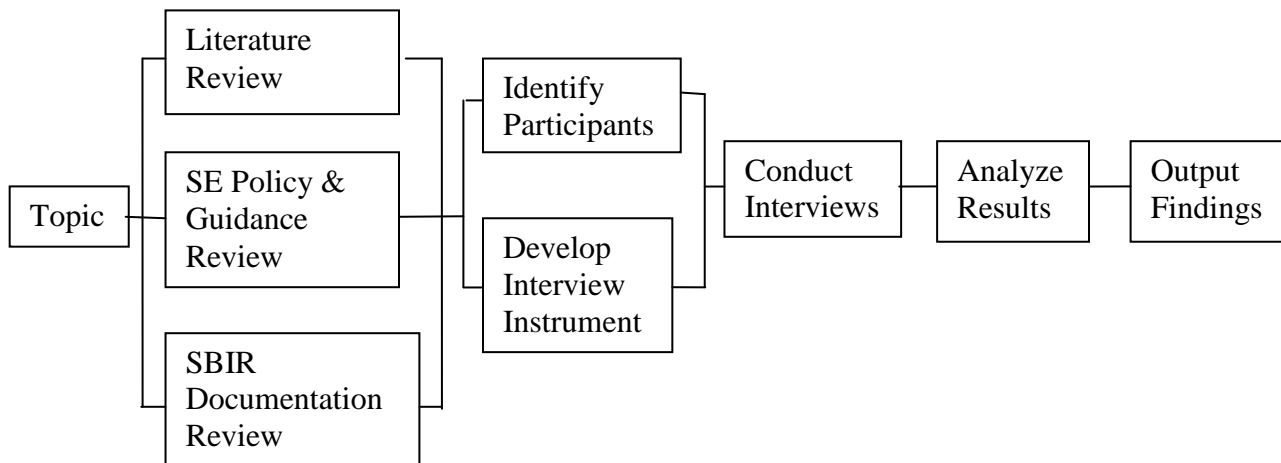 Topic
Literature
Review
SE Policy &
Guidance
Review
SBIR
Documentation
Review
Identify
Participants
Develop
Interview
Instrument
Conduct
Interviews
Analyze
Results
Output
Findings